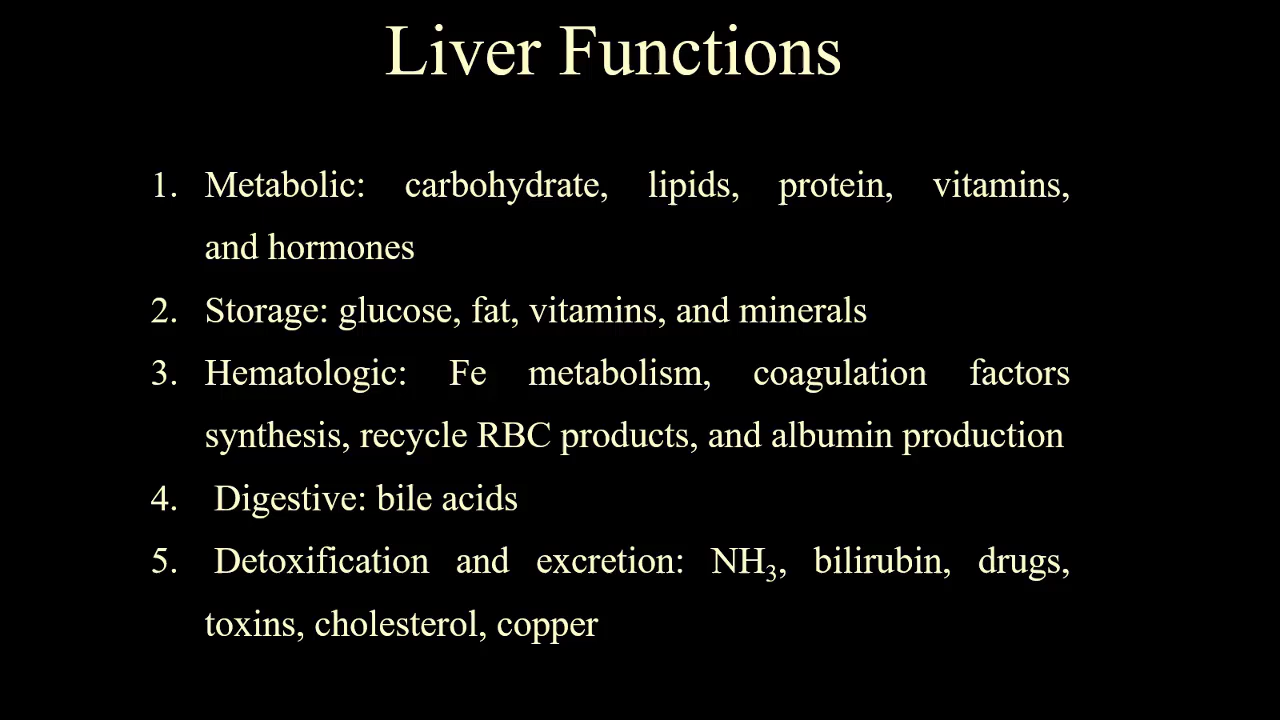 Liver Functions
1. Metabolic: carbohydrate, lipids, protein, vitamins,
and hormones
2. Storage: glucose, fat, vitamins, and minerals
3. Hematologic: Fe metabolism, coagulation factors
synthesis, recycle RBC products, and albumin production
4. Digestive: bile acids
5. Detoxification and excretion: NH₃, bilirubin, drugs,
toxins, cholesterol, copper